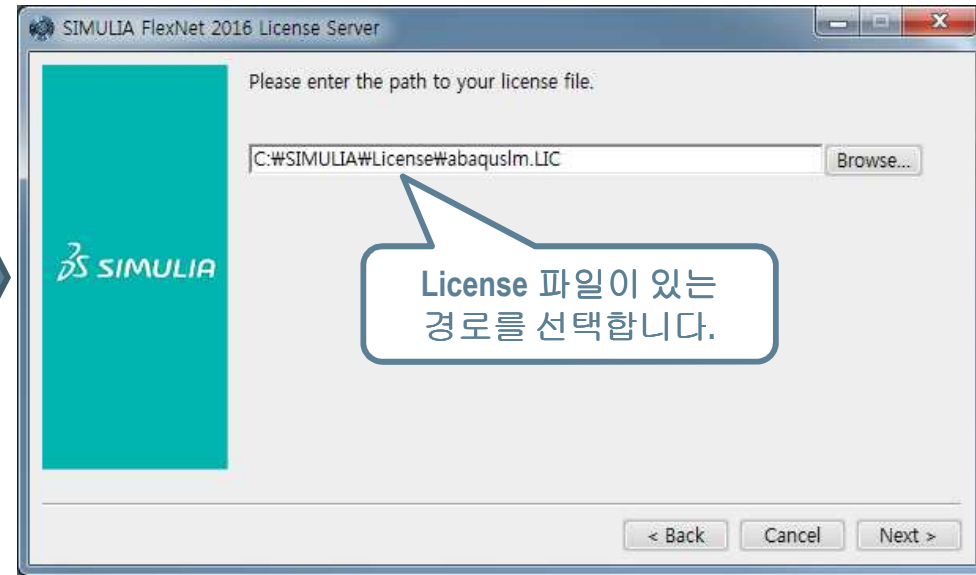 SIMULIA FlexNet 2016 License Server
Please enter the path to your license file.
C:₩SIMULIA₩License₩abaquslm.LIC
Browse...
3S SIMULIA
License 파일이 있는
경로를 선택합니다.
< Back
Cancel
Next >